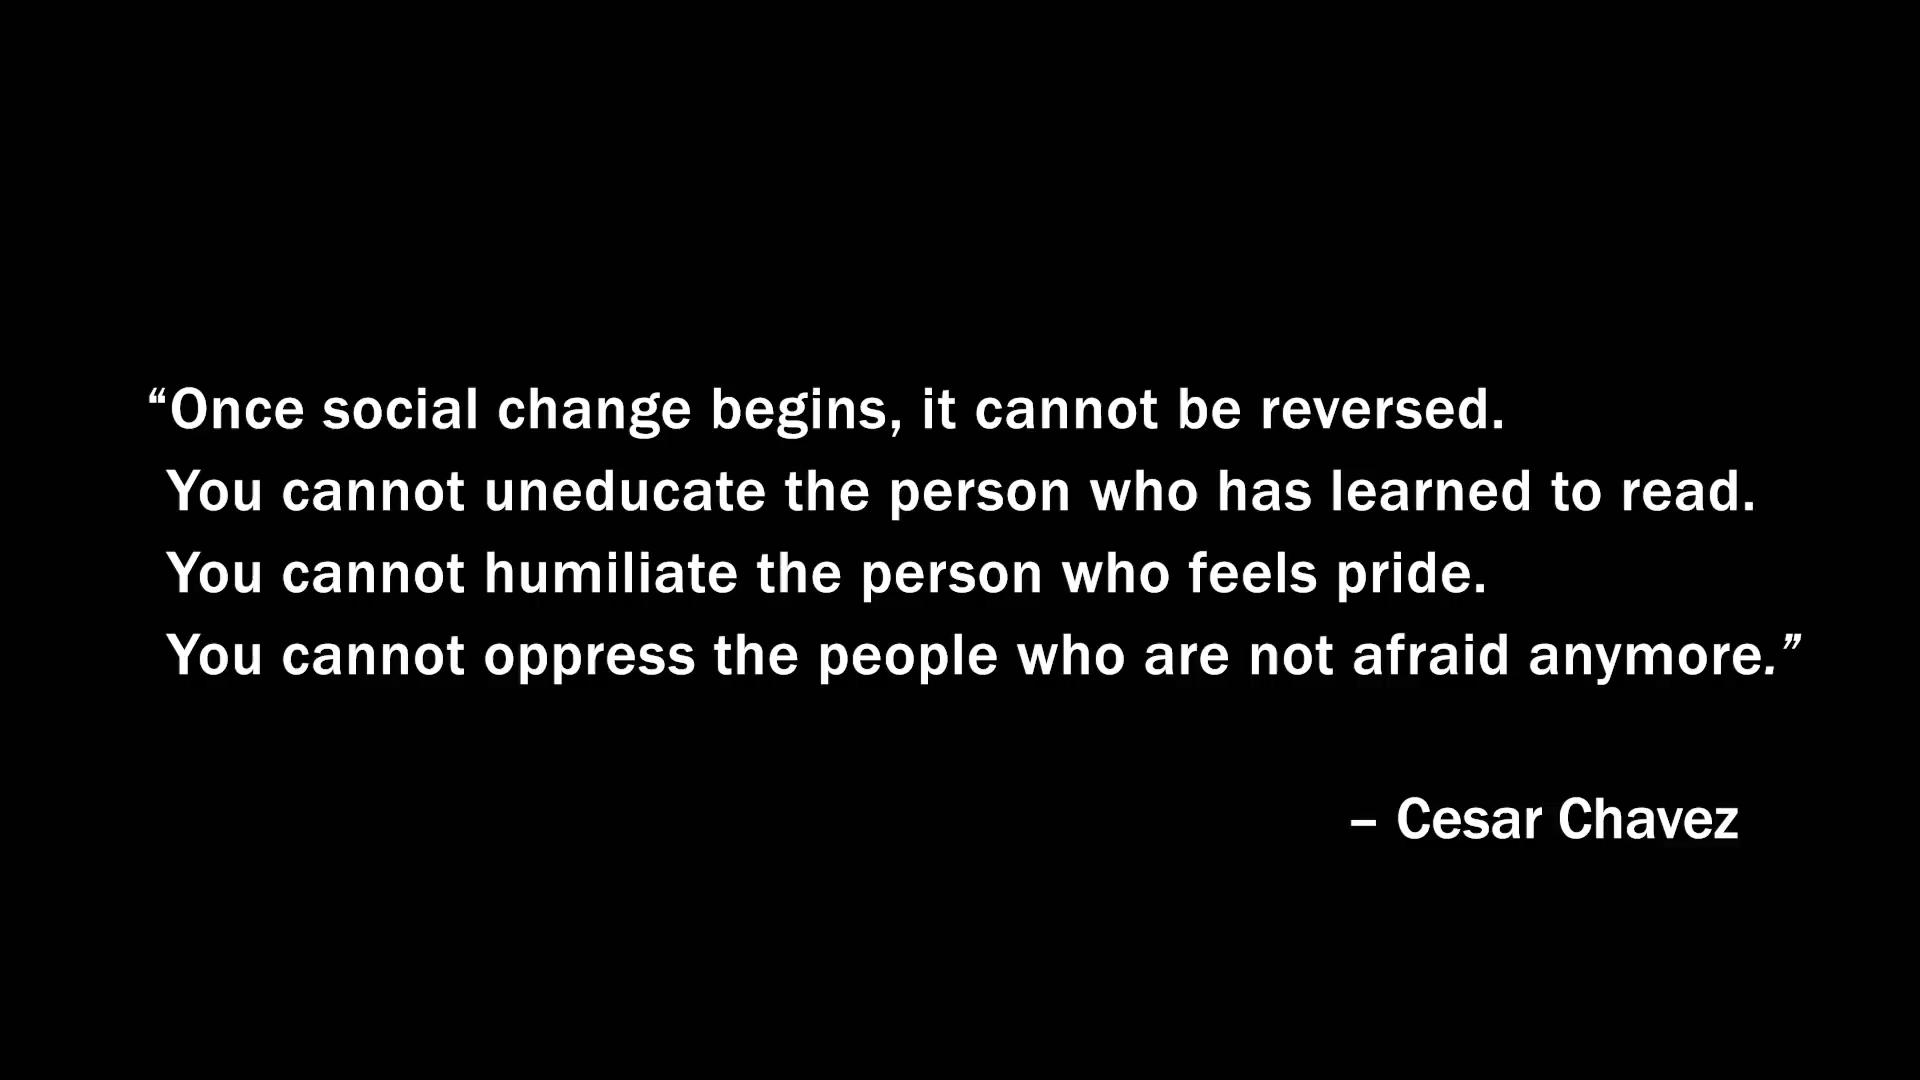 “Once social change begins, it cannot be reversed.
You cannot uneducate the person who has learned to read.
You cannot humiliate the person who feels pride.
You cannot oppress the people who are not afraid anymore.”
– Cesar Chavez